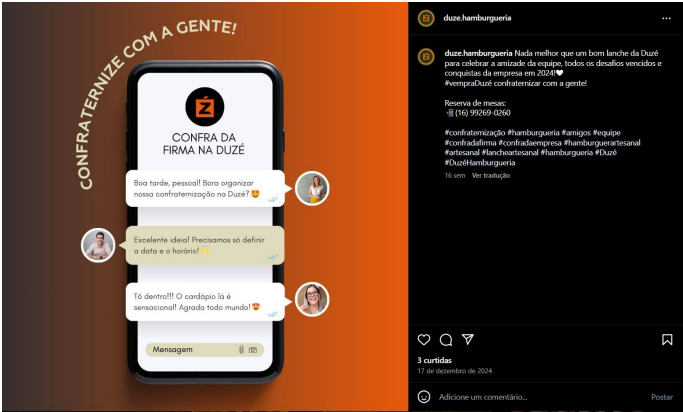 CONFRATERNIZE COM A GENTE!
Ź
CONFRA DA
FIRMA NA DUZÉ
Boa tarde, pessoal! Bora organizar
nossa confraternização na Duzé? 😍
Excelente ideia! Precisamos só definir
a data e o horário!
Tô dentro!!! O cardápio lá é
sensacional! Agrada todo mundo! 😍
Mensagem
duze.hamburgueria
duze.hamburgueria Nada melhor que um bom lanche da Duzé
para celebrar a amizade da equipe, todos os desafios vencidos e
conquistas da empresa em 2024!🤍
#vempraDuzé confraternizar com a gente!
Reserva de mesas:
📲(16) 99269-0260
#confraternização #hamburgueria #amigos #equipe
#confradafirma #confradaempresa #hamburguerartesanal
#artesanal #lancheartesanal #hamburgueria #Duzé
#DuzéHamburgueria
16 sem Ver tradução
3 curtidas
17 de dezembro de 2024
Adicione um comentário...
Postar